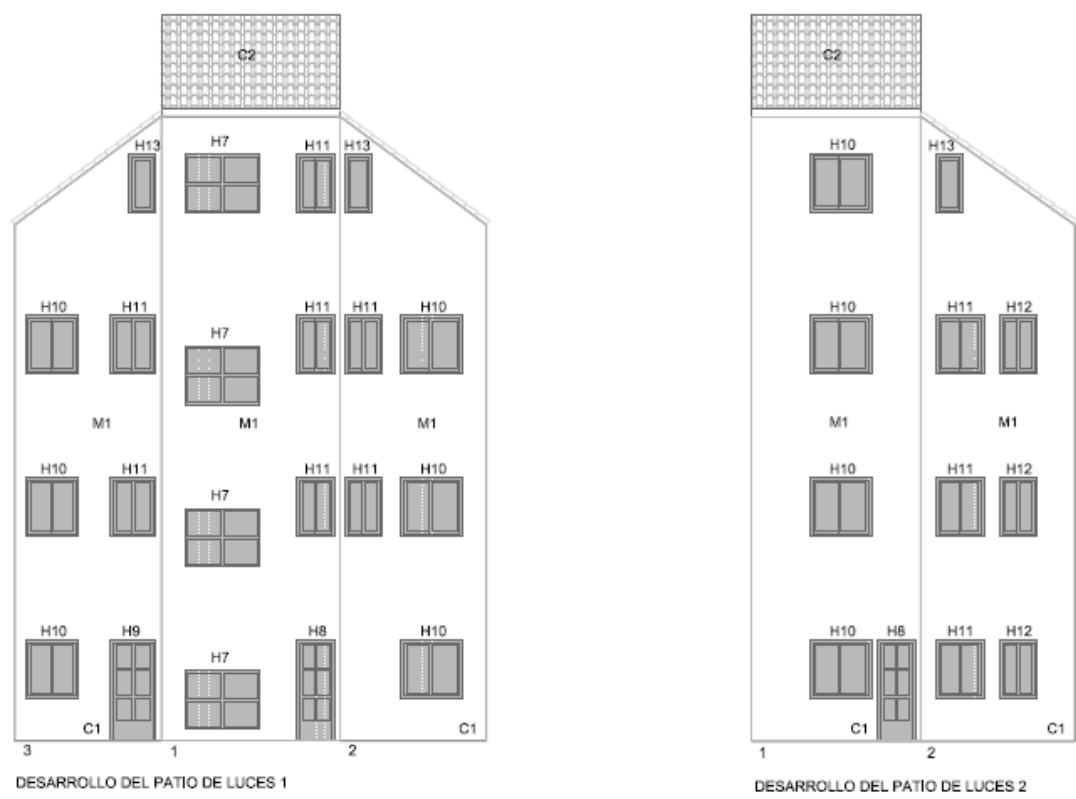 C2 C2
H13 H7 H11 H13 H10 H13
H10 H11 H11 H11 H10 H10 H11 H12
H7
M1 M1 M1 M1 M1
H10 H11 H11 H11 H10 H10 H11 H12
H7
H10 H9 H8 H10 H10 H8 H11 H12
H7
C1 C1 C1 C1
3 1 2 1 2
DESARROLLO DEL PATIO DE LUCES 1 DESARROLLO DEL PATIO DE LUCES 2